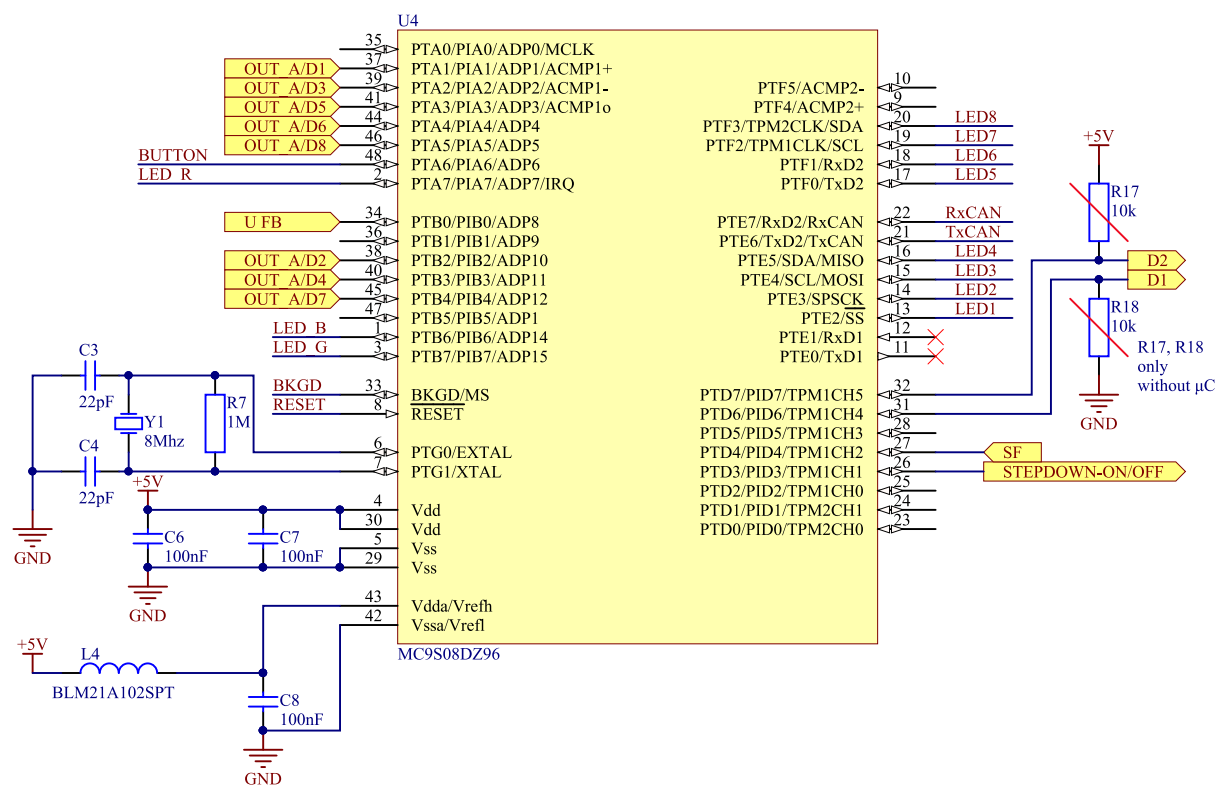 U4
35 PTA0/PIA0/ADP0/MCLK
OUT_A/D1 37 PTA1/PIA1/ADP1/ACMP1+
OUT_A/D3 39 PTA2/PIA2/ADP2/ACMP1-
OUT_A/D5 41 PTA3/PIA3/ADP3/ACMP1o
OUT_A/D6 44 PTA4/PIA4/ADP4
OUT_A/D8 46 PTA5/PIA5/ADP5
BUTTON 48 PTA6/PIA6/ADP6
LED_R 2 PTA7/PIA7/ADP7/IRQ
U FB 34 PTB0/PIB0/ADP8
36 PTB1/PIB1/ADP9
OUT_A/D2 38 PTB2/PIB2/ADP10
OUT_A/D4 40 PTB3/PIB3/ADP11
OUT_A/D7 45 PTB4/PIB4/ADP12
47 PTB5/PIB5/ADP1
LED_B 1 PTB6/PIB6/ADP14
LED_G 3 PTB7/PIB7/ADP15
BKGD 33 BKGD/MS
RESET 8 RESET
6 PTG0/EXTAL
7 PTG1/XTAL
4 Vdd
30 Vdd
5 Vss
29 Vss
43 Vdda/Vrefh
42 Vssa/Vrefl
MC9S08DZ96
PTF5/ACMP2- 10
PTF4/ACMP2+ 9
PTF3/TPM2CLK/SDA 20 LED8
PTF2/TPM1CLK/SCL 19 LED7
PTF1/RxD2 18 LED6
PTF0/TxD2 17 LED5
PTE7/RxD2/RxCAN 22 RxCAN
PTE6/TxD2/TxCAN 21 TxCAN
PTE5/SDA/MISO 16 LED4
PTE4/SCL/MOSI 15 LED3
PTE3/SPSCK 14 LED2
PTE2/SS 13 LED1
PTE1/RxD1 12
PTE0/TxD1 11
PTD7/PID7/TPM1CH5 32
PTD6/PID6/TPM1CH4 31
PTD5/PID5/TPM1CH3 28
PTD4/PID4/TPM1CH2 27 SF
PTD3/PID3/TPM1CH1 26 STEPDOWN-ON/OFF
PTD2/PID2/TPM1CH0 25
PTD1/PID1/TPM2CH1 24
PTD0/PID0/TPM2CH0 23
+5V
R17
10k
D2
D1
R18
10k
R17, R18
only
without µC
GND
C3
22pF
Y1
8Mhz
R7
1M
C4
22pF
GND
+5V
C6
100nF
C7
100nF
GND
+5V
L4
BLM21A102SPT
C8
100nF
GND